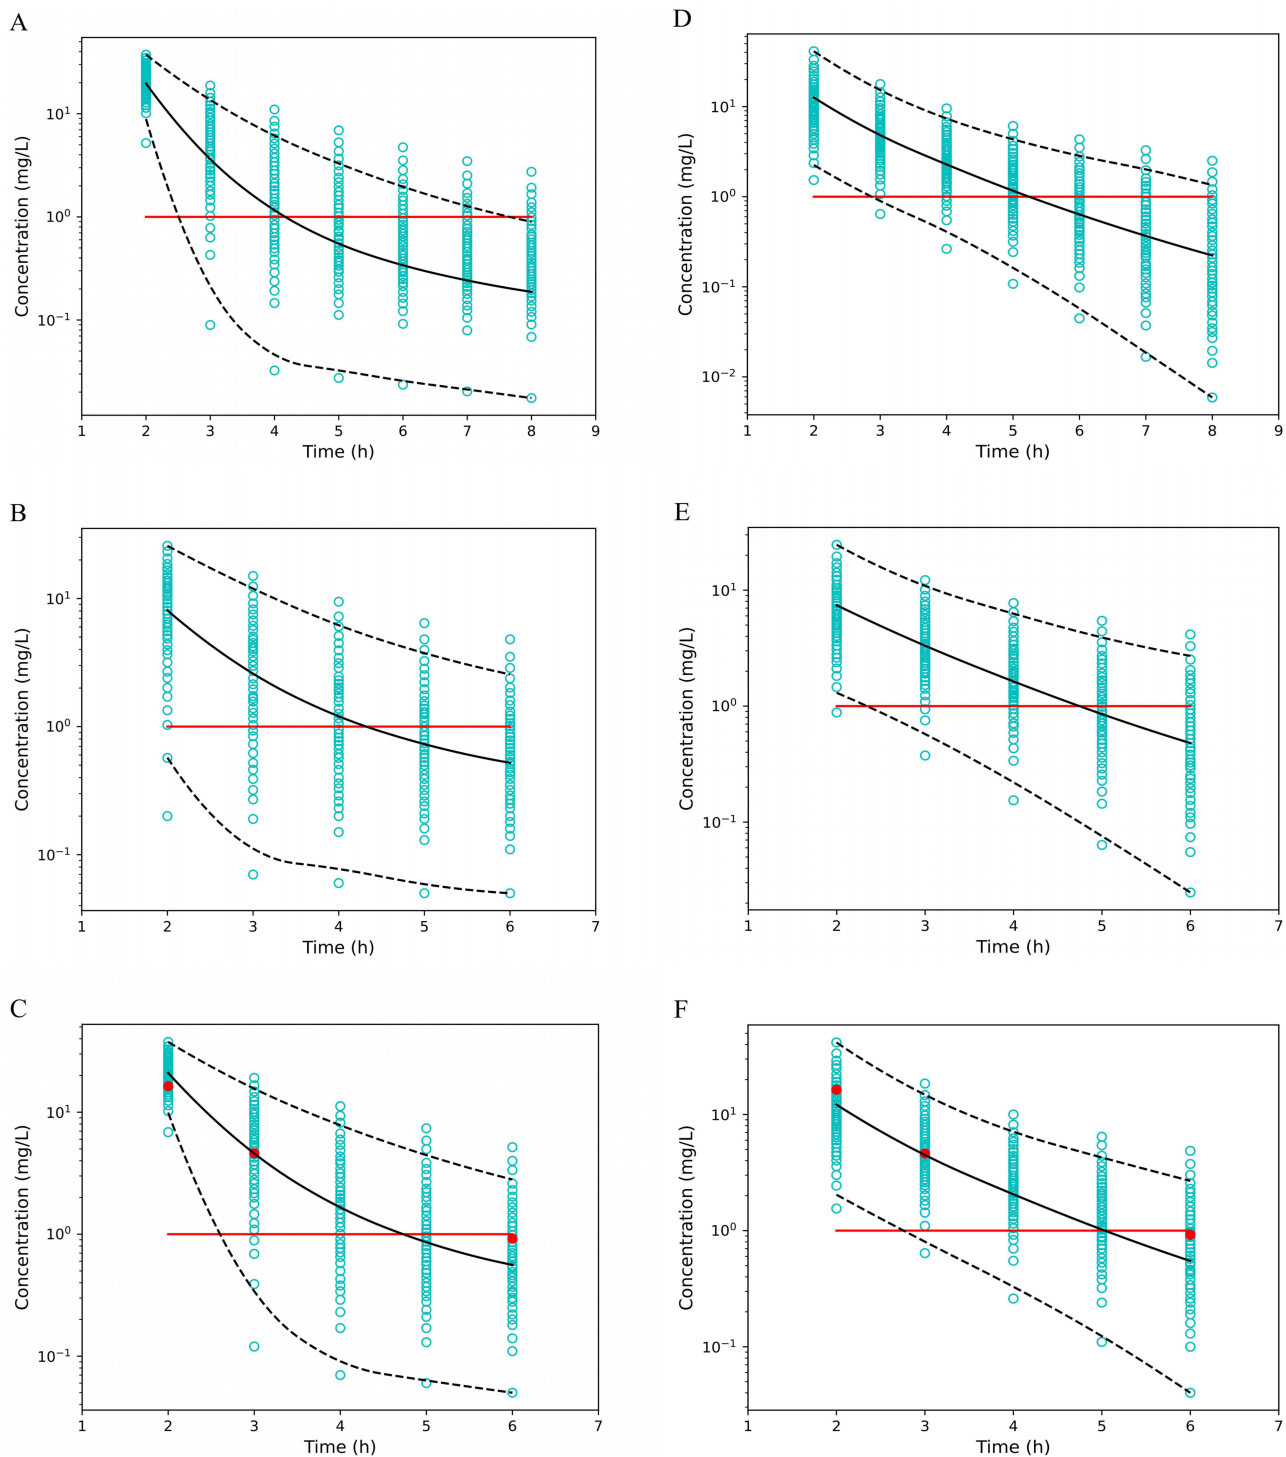 A
Concentration (mg/L)
10¹
10⁰
10⁻¹
1 2 3 4 5 6 7 8 9
Time (h)
D
Concentration (mg/L)
10¹
10⁰
10⁻¹
10⁻²
1 2 3 4 5 6 7 8 9
Time (h)
B
Concentration (mg/L)
10¹
10⁰
10⁻¹
1 2 3 4 5 6 7
Time (h)
E
Concentration (mg/L)
10¹
10⁰
10⁻¹
1 2 3 4 5 6 7
Time (h)
C
Concentration (mg/L)
10¹
10⁰
10⁻¹
1 2 3 4 5 6 7
Time (h)
F
Concentration (mg/L)
10¹
10⁰
10⁻¹
1 2 3 4 5 6 7
Time (h)